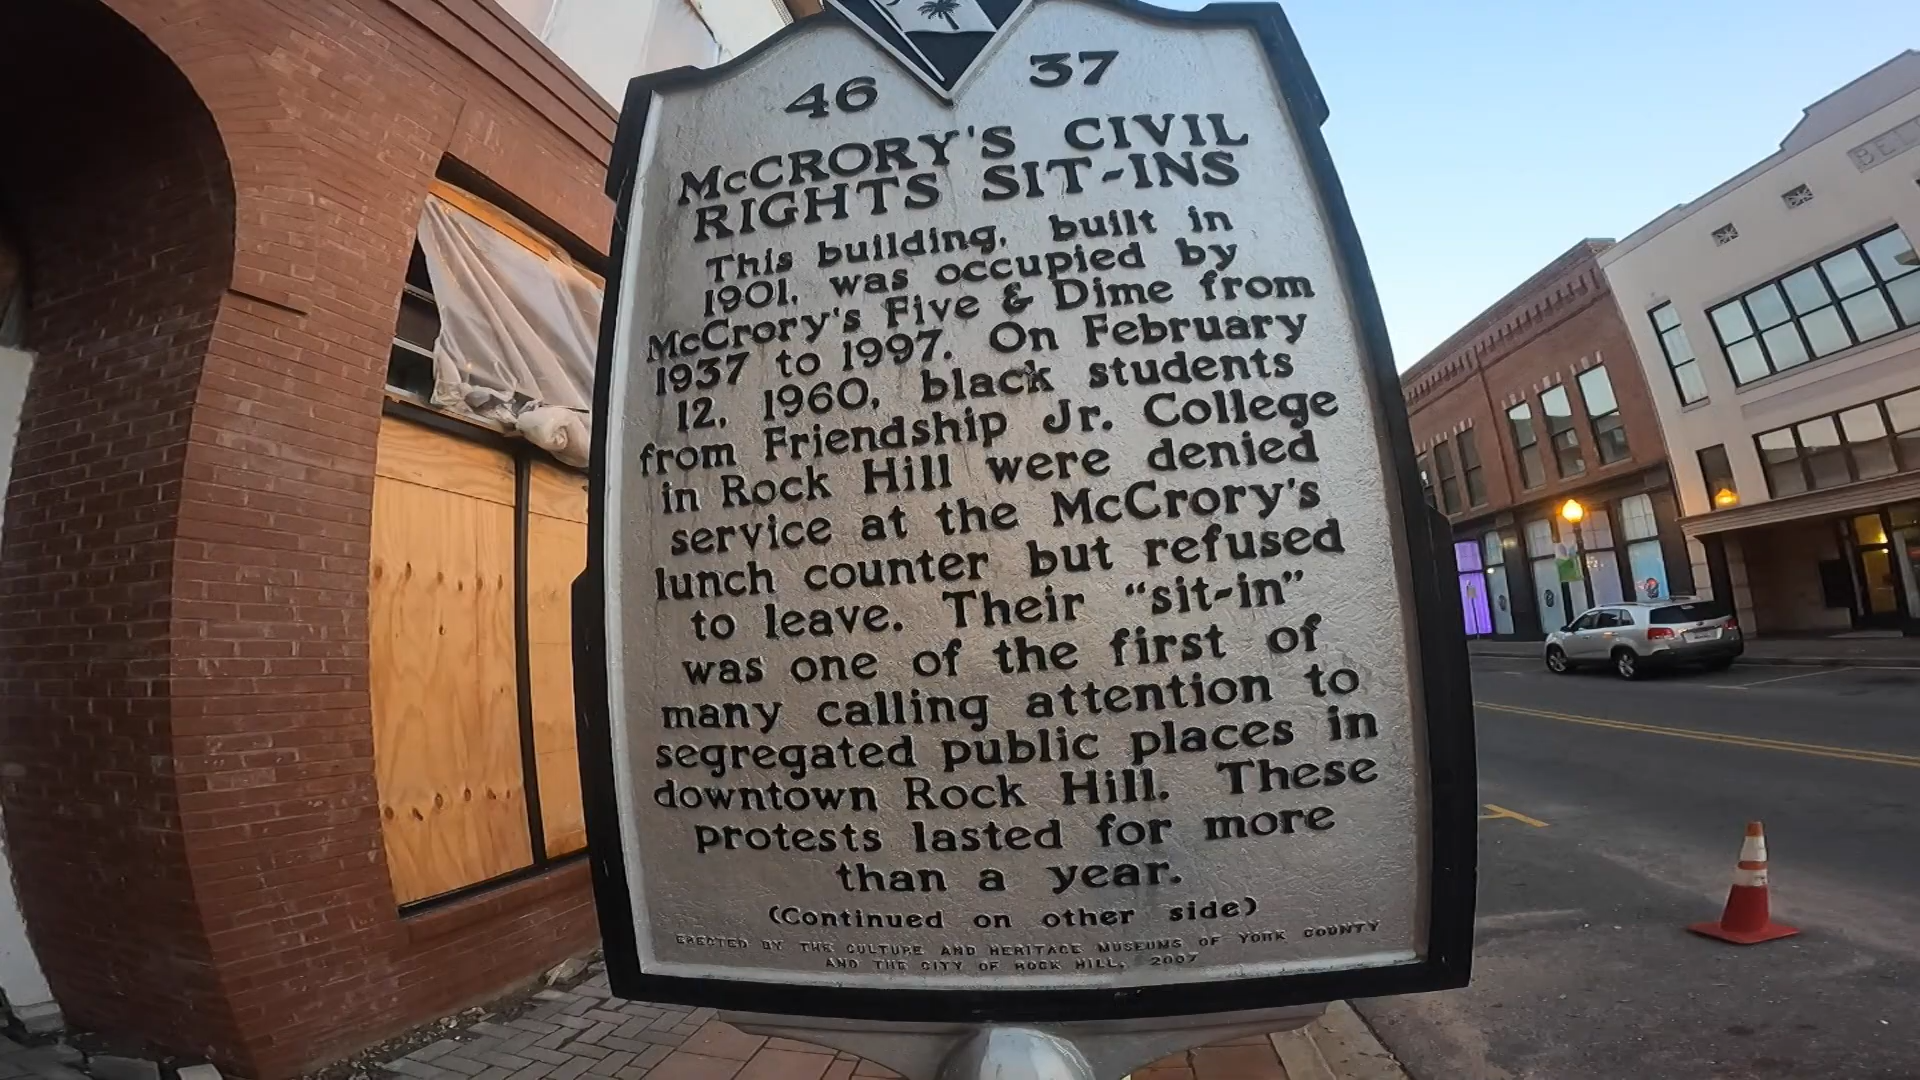 46 37
McCRORY'S CIVIL
RIGHTS SIT-INS
This building, built in
1901, was occupied by
McCrory's Five & Dime from
1937 to 1997. On February
12, 1960, black students
from Friendship Jr. College
in Rock Hill were denied
service at the McCrory's
lunch counter but refused
to leave. Their “sit-in”
was one of the first of
many calling attention to
segregated public places in
downtown Rock Hill. These
protests lasted for more
than a year.
(Continued on other side)
ERECTED BY THE CULTURE AND HERITAGE MUSEUMS OF YORK COUNTY
AND THE CITY OF ROCK HILL, 2007